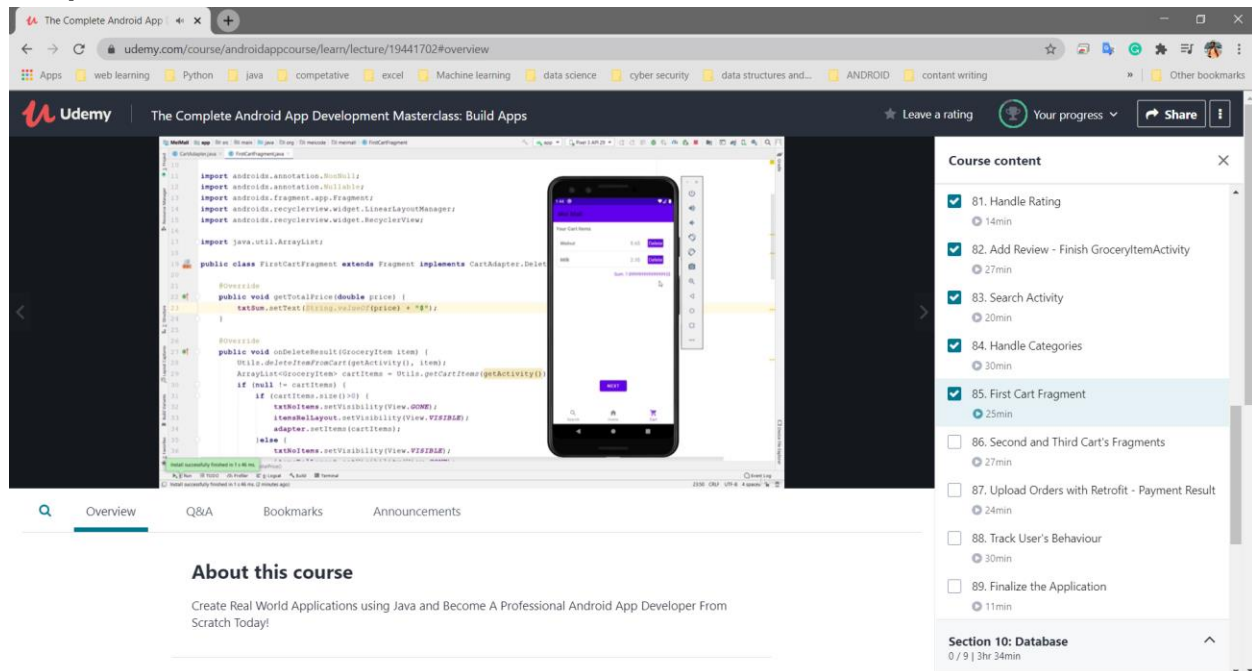 The Complete Android App D
udemy.com/course/androidappcourse/learn/lecture/19441702#overview
Apps web learning Python java competative excel Machine learning data science cyber security data structures and... ANDROID contant writing » Other bookmarks
Udemy The Complete Android App Development Masterclass: Build Apps Leave a rating Your progress Share
import androidx.annotation.NonNull;
import androidx.annotation.Nullable;
import androidx.fragment.app.Fragment;
import androidx.recyclerview.widget.LinearLayoutManager;
import androidx.recyclerview.widget.RecyclerView;
import java.util.ArrayList;
public class FirstCartFragment extends Fragment implements CartAdapter.Delet
@Override
public void getTotalPrice(double price) {
txtSum.setText(String.valueOf(price) + "$");
}
@Override
public void onDeleteResult(GroceryItem item) {
Utils.deleteItemFromCart(getActivity(), item);
ArrayList<GroceryItem> cartItems = Utils.getCartItems(getActivity())
if (null != cartItems) {
if (cartItems.size()>0) {
txtNoItems.setVisibility(View.GONE);
itemsRelLayout.setVisibility(View.VISIBLE);
adapter.setItems(cartItems);
}else {
txtNoItems.setVisibility(View.VISIBLE);
Your Cart Items
Walnut Delete
Milk Delete
NEXT
Course content
81. Handle Rating
14min
82. Add Review - Finish GroceryItemActivity
27min
83. Search Activity
20min
84. Handle Categories
30min
85. First Cart Fragment
25min
86. Second and Third Cart's Fragments
27min
87. Upload Orders with Retrofit - Payment Result
24min
88. Track User's Behaviour
30min
89. Finalize the Application
11min
Section 10: Database
0 / 9 | 3hr 34min
Overview Q&A Bookmarks Announcements
About this course
Create Real World Applications using Java and Become A Professional Android App Developer From
Scratch Today!